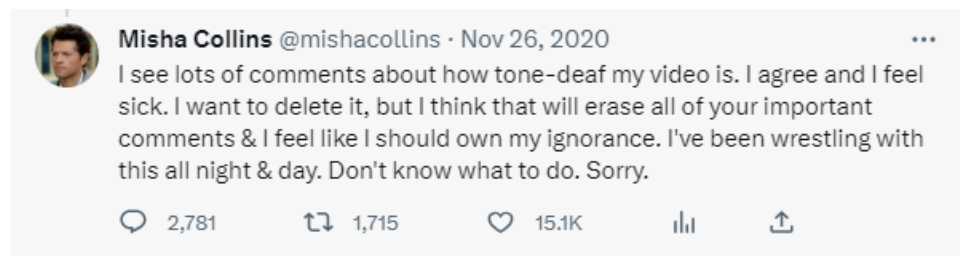 Misha Collins @mishacollins · Nov 26, 2020
I see lots of comments about how tone-deaf my video is. I agree and I feel
sick. I want to delete it, but I think that will erase all of your important
comments & I feel like I should own my ignorance. I've been wrestling with
this all night & day. Don't know what to do. Sorry.
2,781 1,715 15.1K